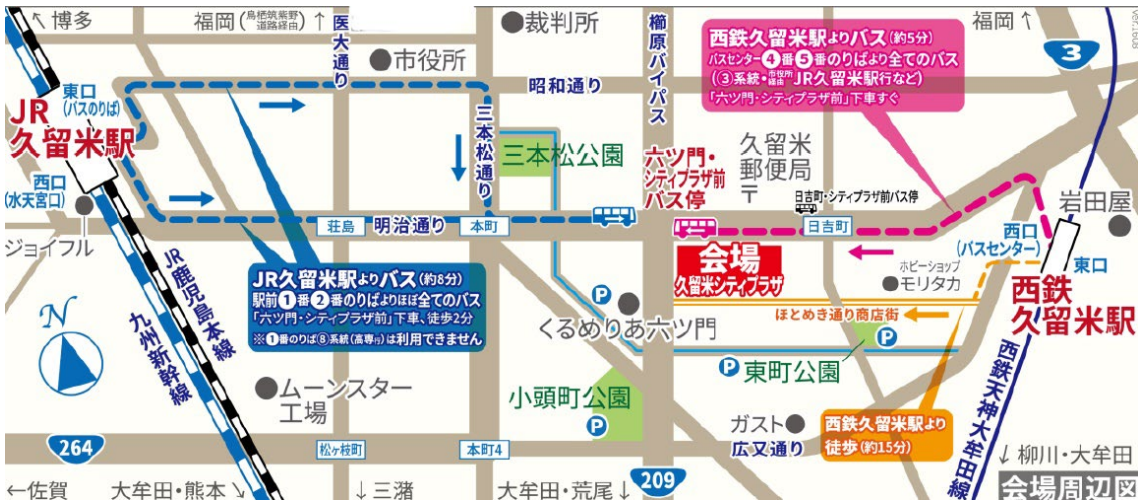 ←博多
福岡(鳥栖筑紫野道路経由)↑
医大通り
●裁判所
櫛原バイパス
福岡↑
3
●市役所
西鉄久留米駅よりバス(約5分)
バスセンター④番⑤番のりばより全てのバス
(③系統・市役所経由JR久留米駅行など)
「六ツ門・シティプラザ前」下車すぐ
東口
(バスのりば)
昭和通り
JR
久留米駅
三本松通り
三本松公園
六ツ門・
シティプラザ前
バス停
久留米
郵便局
〒
西口
(水天宮口)
日吉町・シティプラザ前バス停
岩田屋
荘島
明治通り
本町
日吉町
ジョイフル
西口
(バスセンター)
東口
会場
久留米シティプラザ
JR久留米駅よりバス(約8分)
駅前①番②番のりばよりほぼ全てのバス
「六ツ門・シティプラザ前」下車、徒歩2分
※①番のりば⑧系統(高専行)は利用できません
ホビーショップ
●モリタカ
西鉄
久留米駅
JR鹿児島本線
九州新幹線
N
P
くるめりあ六ツ門
ほとめき通り商店街
P
P
東町公園
西鉄天神大牟田線
●ムーンスター
工場
小頭町公園
P
ガスト●
広又通り
西鉄久留米駅より
徒歩(約15分)
264
松ヶ枝町
本町4
209
↓柳川・大牟田
←佐賀
大牟田・熊本↘
↓三潴
大牟田・荒尾↓
会場周辺図